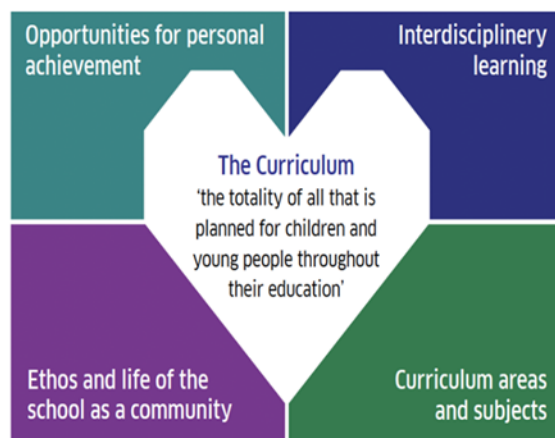 Opportunities for personal
achievement
Interdisciplinery
learning
The Curriculum
‘the totality of all that is
planned for children and
young people throughout
their education’
Ethos and life of the
school as a community
Curriculum areas
and subjects